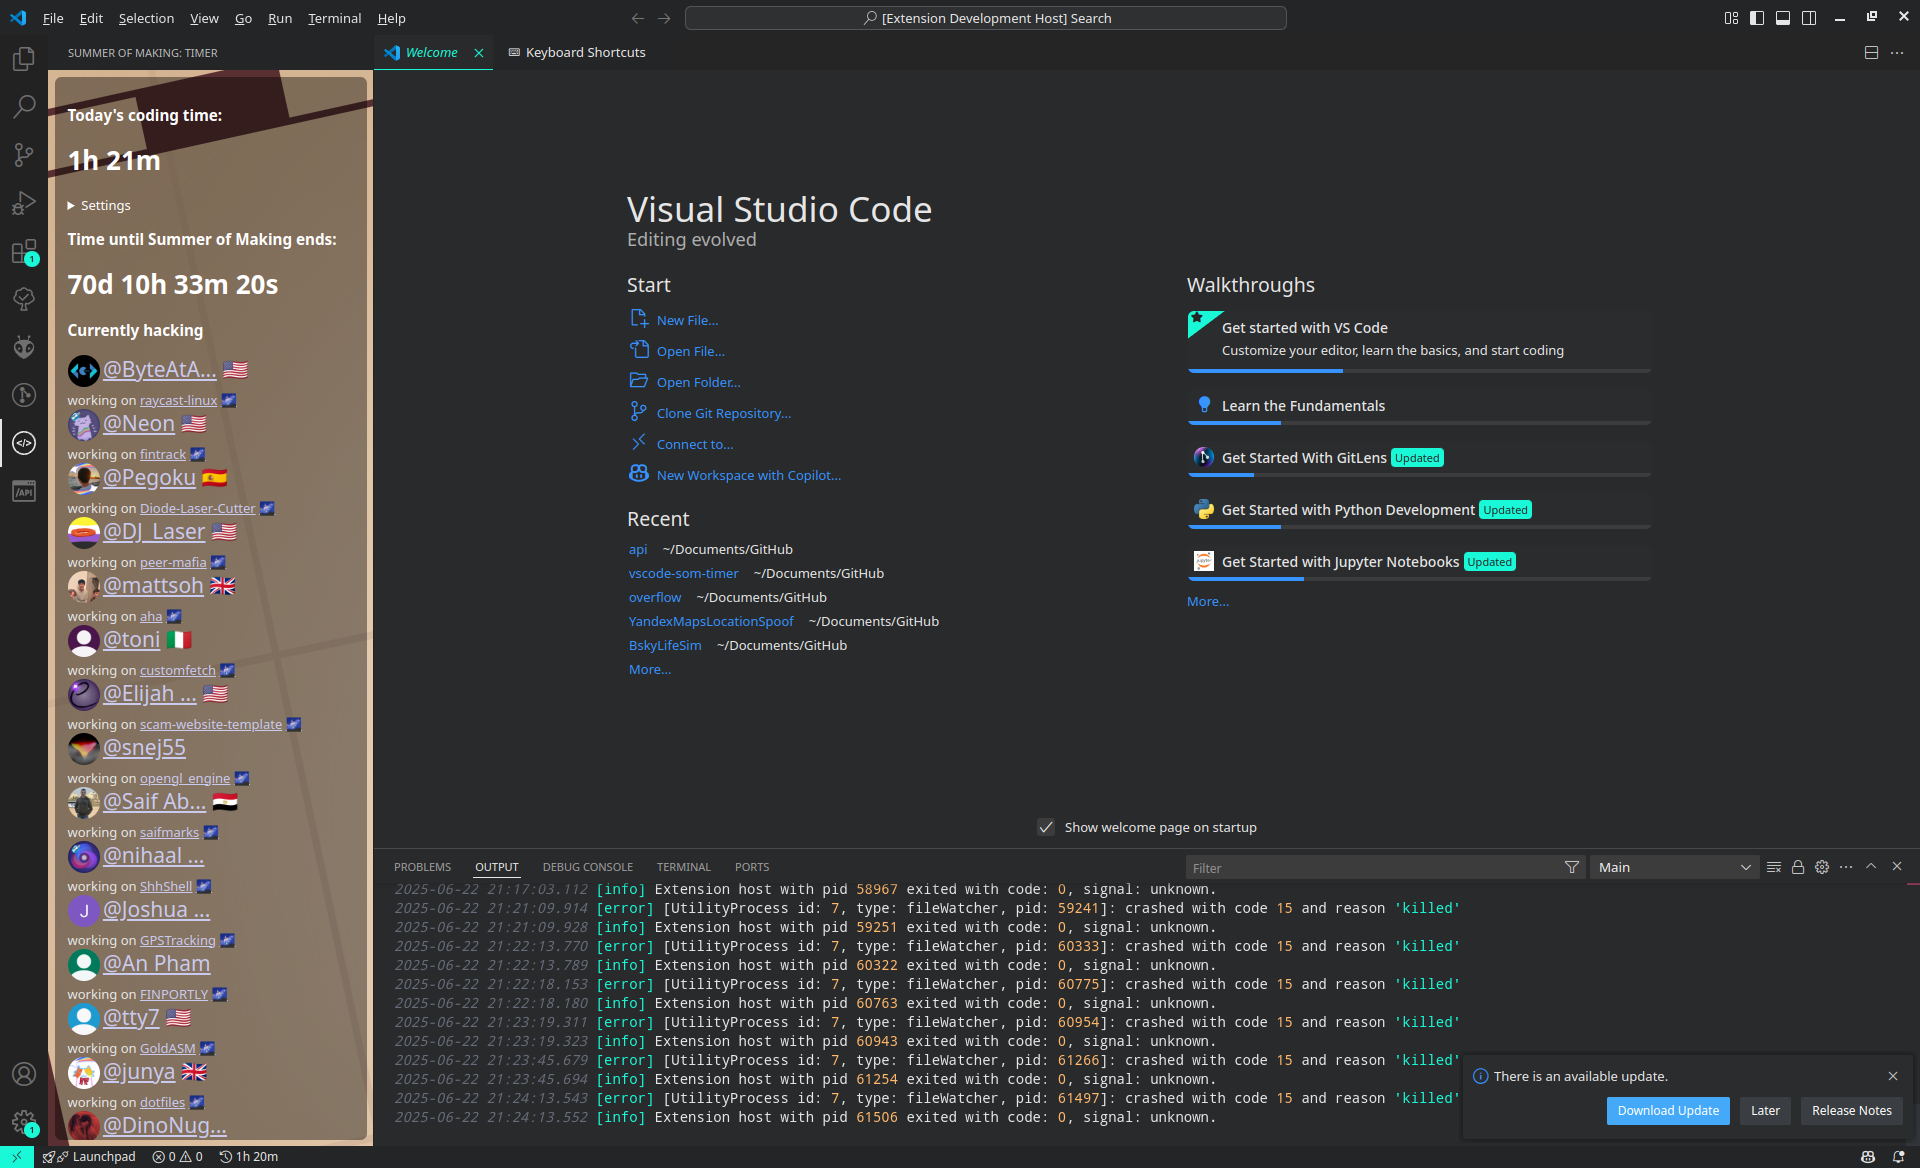 File Edit Selection View Go Run Terminal Help
[Extension Development Host] Search
SUMMER OF MAKING: TIMER
Welcome
Keyboard Shortcuts
Today's coding time:
1h 21m
Settings
Time until Summer of Making ends:
70d 10h 33m 20s
Currently hacking
@ByteAtA...
working on raycast-linux
@Neon
working on fintrack
@Pegoku
working on Diode-Laser-Cutter
@DJ_Laser
working on peer-mafia
@mattsoh
working on aha
@toni
working on customfetch
@Elijah ...
working on scam-website-template
@snej55
working on opengl_engine
@Saif Ab...
working on saifmarks
@nihaal ...
working on ShhShell
J
@Joshua ...
working on GPSTracking
@An Pham
working on FINPORTLY
@tty7
working on GoldASM
@junya
working on dotfiles
@DinoNug...
1
/API
1
Visual Studio Code
Editing evolved
Start
New File...
Open File...
Open Folder...
Clone Git Repository...
Connect to...
New Workspace with Copilot...
Recent
api ~/Documents/GitHub
vscode-som-timer ~/Documents/GitHub
overflow ~/Documents/GitHub
YandexMapsLocationSpoof ~/Documents/GitHub
BskyLifeSim ~/Documents/GitHub
More...
Walkthroughs
Get started with VS Code
Customize your editor, learn the basics, and start coding
Learn the Fundamentals
Get Started With GitLens Updated
Get Started with Python Development Updated
Get Started with Jupyter Notebooks Updated
More...
Show welcome page on startup
PROBLEMS OUTPUT DEBUG CONSOLE TERMINAL PORTS
Filter
Main
2025-06-22 21:17:03.112 [info] Extension host with pid 58967 exited with code: 0, signal: unknown.
2025-06-22 21:21:09.914 [error] [UtilityProcess id: 7, type: fileWatcher, pid: 59241]: crashed with code 15 and reason 'killed'
2025-06-22 21:21:09.928 [info] Extension host with pid 59251 exited with code: 0, signal: unknown.
2025-06-22 21:22:13.770 [error] [UtilityProcess id: 7, type: fileWatcher, pid: 60333]: crashed with code 15 and reason 'killed'
2025-06-22 21:22:13.789 [info] Extension host with pid 60322 exited with code: 0, signal: unknown.
2025-06-22 21:22:18.153 [error] [UtilityProcess id: 7, type: fileWatcher, pid: 60775]: crashed with code 15 and reason 'killed'
2025-06-22 21:22:18.180 [info] Extension host with pid 60763 exited with code: 0, signal: unknown.
2025-06-22 21:23:19.311 [error] [UtilityProcess id: 7, type: fileWatcher, pid: 60954]: crashed with code 15 and reason 'killed'
2025-06-22 21:23:19.323 [info] Extension host with pid 60943 exited with code: 0, signal: unknown.
2025-06-22 21:23:45.679 [error] [UtilityProcess id: 7, type: fileWatcher, pid: 61266]: crashed with code 15 and reason 'killed'
2025-06-22 21:23:45.694 [info] Extension host with pid 61254 exited with code: 0, signal: unknown.
2025-06-22 21:24:13.543 [error] [UtilityProcess id: 7, type: fileWatcher, pid: 61497]: crashed with code 15 and reason 'killed'
2025-06-22 21:24:13.552 [info] Extension host with pid 61506 exited with code: 0, signal: unknown.
There is an available update.
Download Update Later Release Notes
Launchpad 0 0 1h 20m